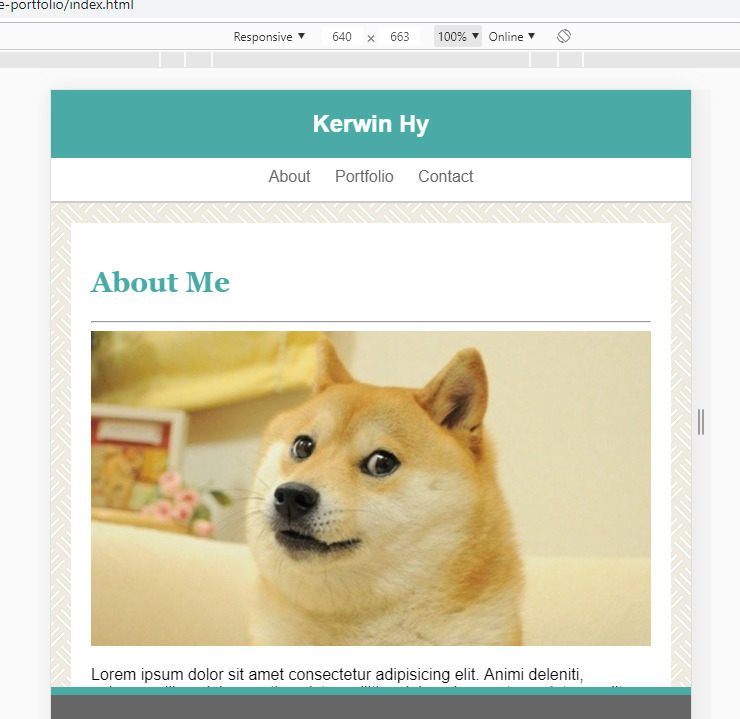 e-portfolio/index.html
Responsive ▼ 640 × 663 100% ▼ Online ▼
Kerwin Hy
About Portfolio Contact
About Me
Lorem ipsum dolor sit amet consectetur adipisicing elit. Animi deleniti,